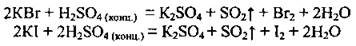 2KBr + H₂SO₄ (конц.) = K₂SO₄ + SO₂↑ + Br₂ + 2H₂O
2KI + 2H₂SO₄ (конц.) = K₂SO₄ + SO₂↑ + I₂ + 2H₂O